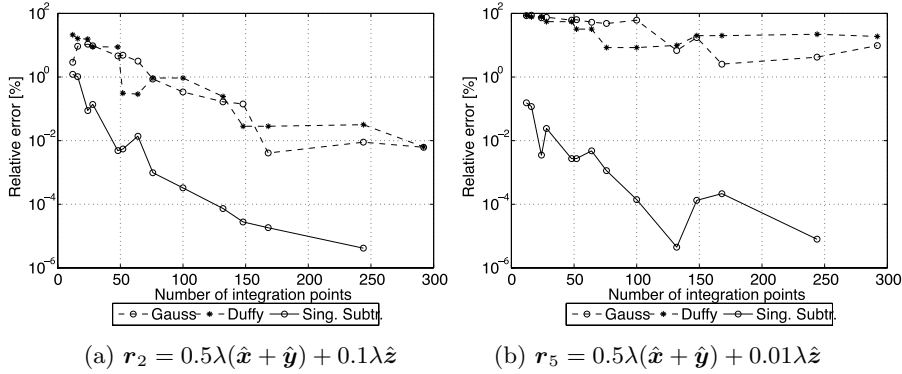 10^2
10^0
10^−2
10^−4
10^−6
Relative error [%]
0 50 100 150 200 250 300
Number of integration points
Gauss Duffy Sing. Subtr.
(a) r_2 = 0.5λ(x̂ + ŷ) + 0.1λẑ
10^2
10^0
10^−2
10^−4
10^−6
Relative error [%]
0 50 100 150 200 250 300
Number of integration points
Gauss Duffy Sing. Subtr.
(b) r_5 = 0.5λ(x̂ + ŷ) + 0.01λẑ